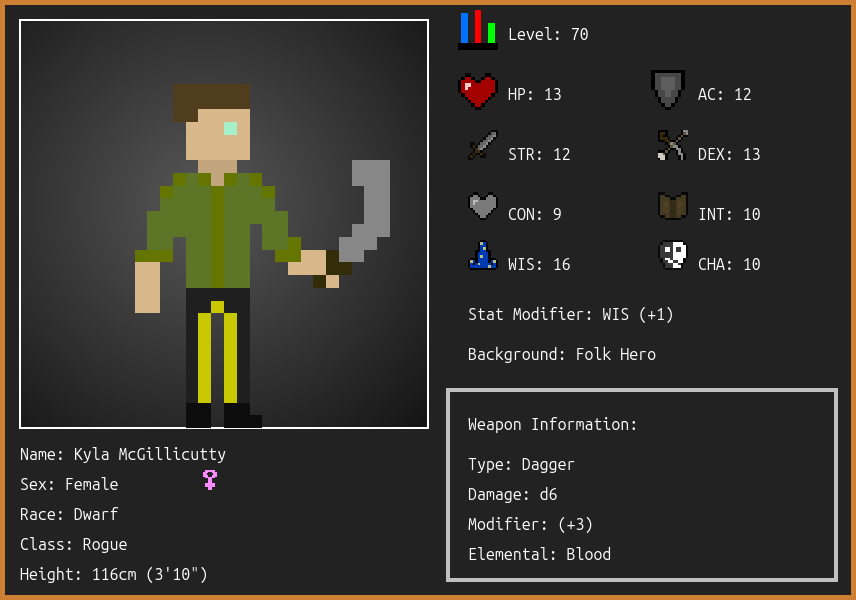 Level: 70
HP: 13
AC: 12
STR: 12
DEX: 13
CON: 9
INT: 10
WIS: 16
CHA: 10
Stat Modifier: WIS (+1)
Background: Folk Hero
Weapon Information:
Type: Dagger
Damage: d6
Modifier: (+3)
Elemental: Blood
Name: Kyla McGillicutty
Sex: Female
Race: Dwarf
Class: Rogue
Height: 116cm (3'10")